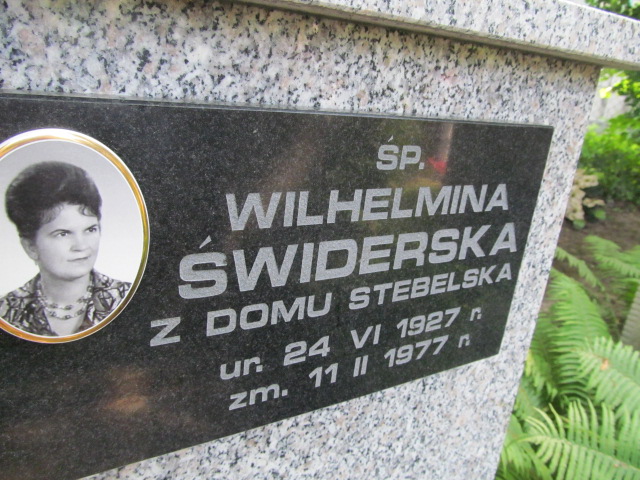 ŚP.
WILHELMINA
ŚWIDERSKA
Z DOMU STEBELSKA
ur. 24 VI 1927 r.
zm. 11 II 1977 r.